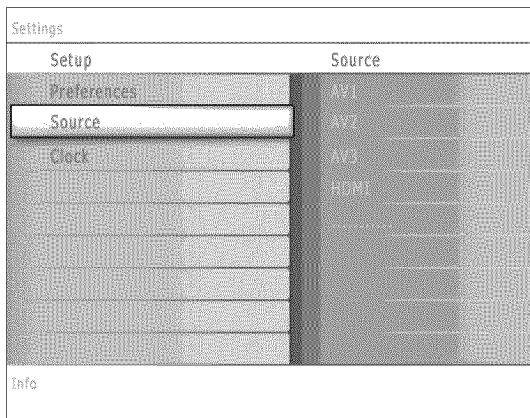 Settings
Setup
Source
Preferences
AV1
Source
AV2
Clock
AV3
HDMI
............
Info